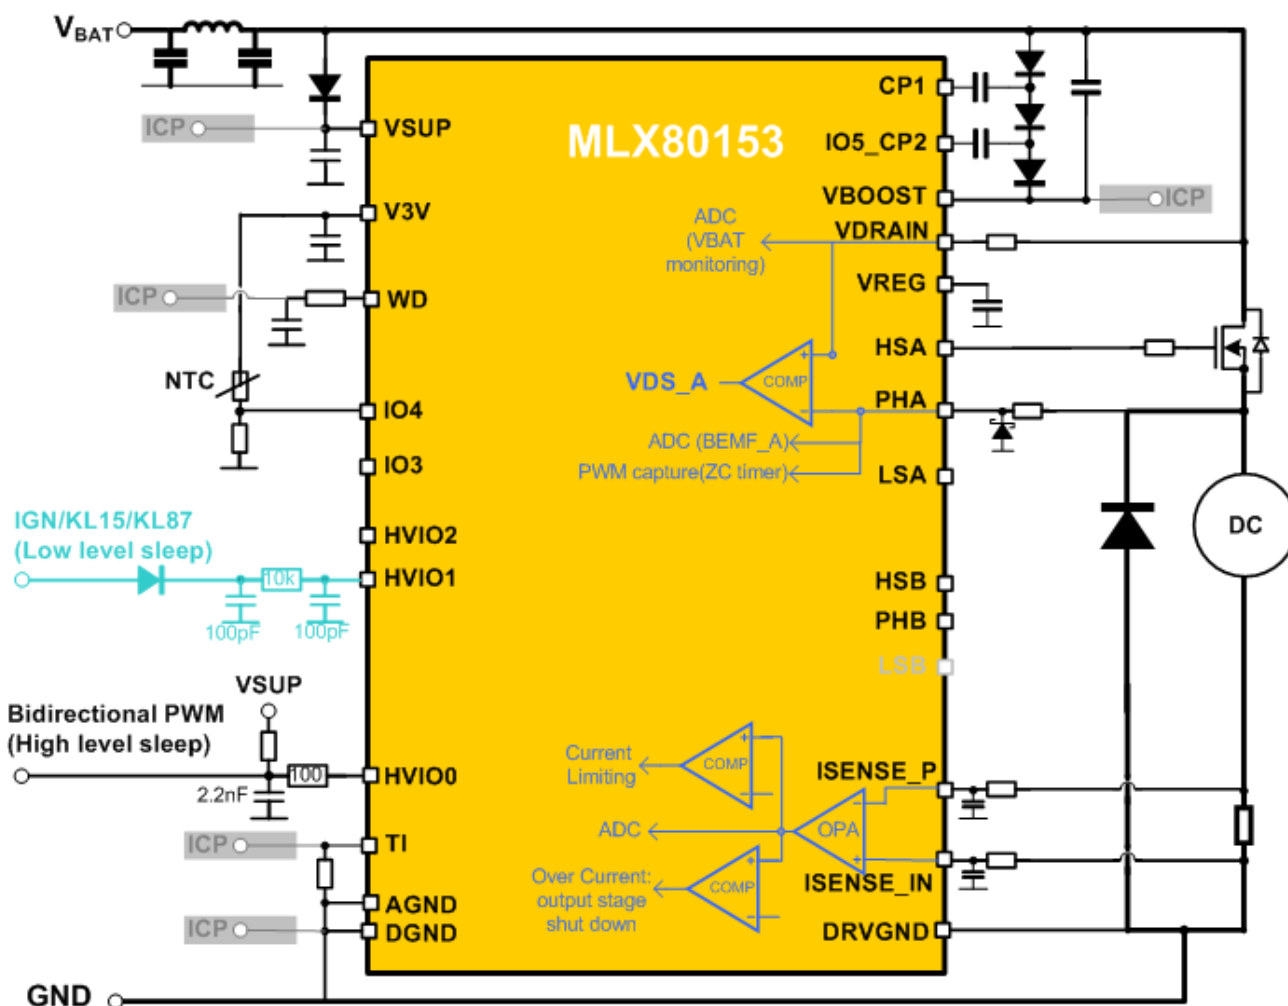 VBAT
ICP
VSUP
V3V
ICP
WD
NTC
IO4
IO3
IGN/KL15/KL87
(Low level sleep)
HVIO2
10k
HVIO1
100pF
100pF
VSUP
Bidirectional PWM
(High level sleep)
100
HVIO0
2.2nF
ICP
TI
AGND
ICP
DGND
GND
MLX80153
CP1
IO5_CP2
VBOOST
ICP
VDRAIN
ADC
(VBAT
monitoring)
VREG
HSA
COMP
VDS_A
PHA
ADC (BEMF_A)
PWM capture(ZC timer)
LSA
DC
HSB
PHB
LSB
Current
Limiting
COMP
ISENSE_P
ADC
OPA
Over Current:
output stage
shut down
COMP
ISENSE_IN
DRVGND